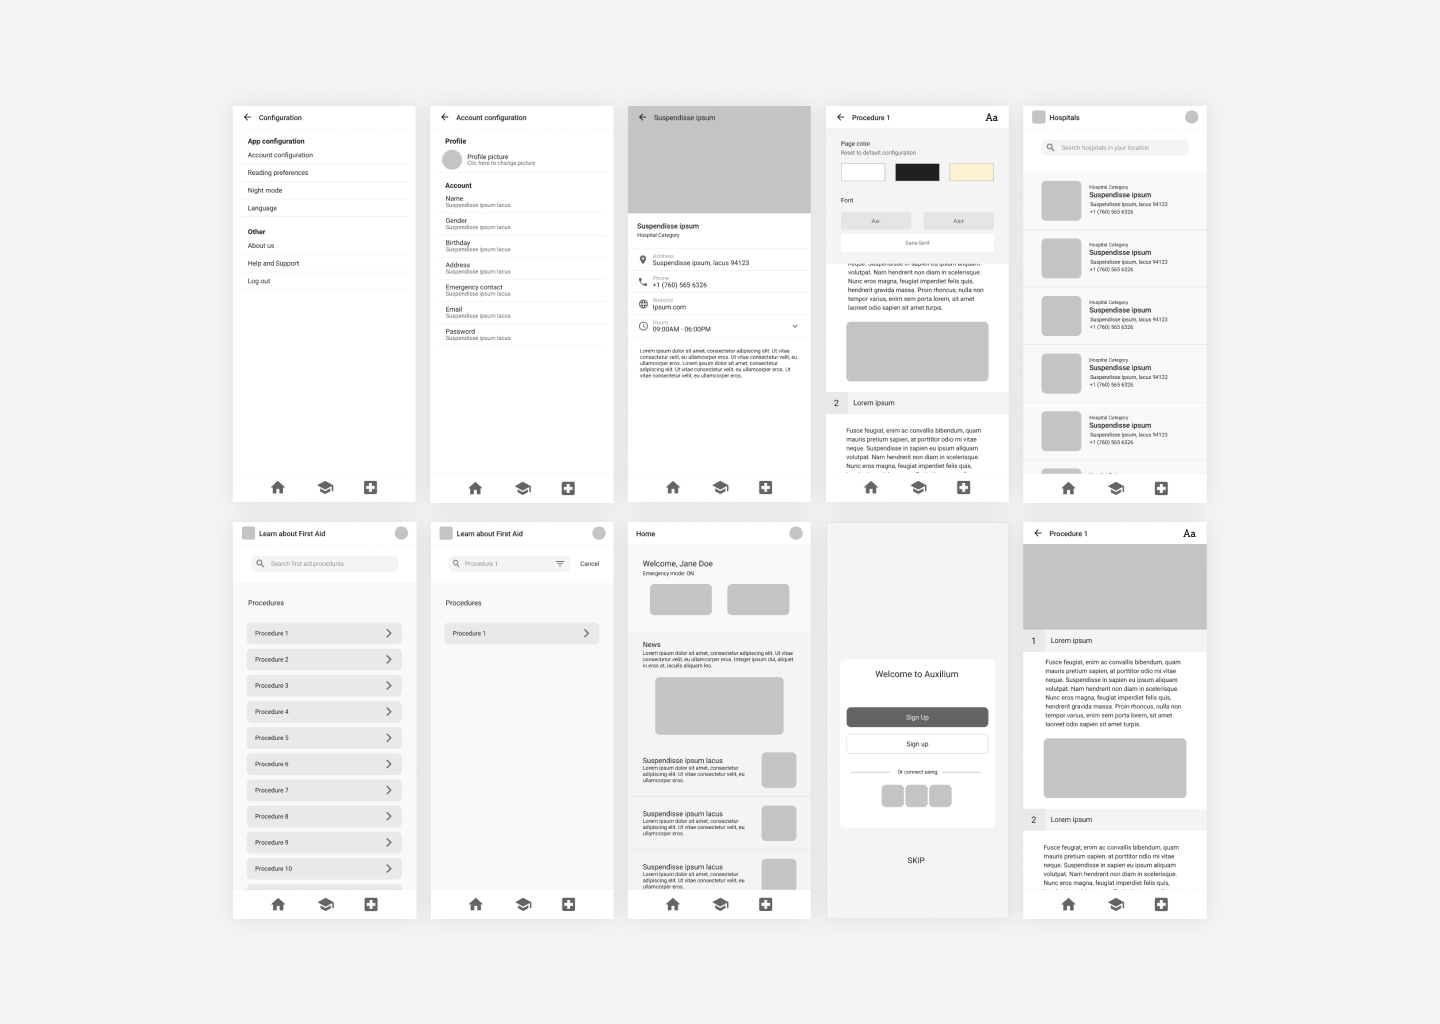 Configuration
App configuration
Account configuration
Reading preferences
Night mode
Language
Other
About us
Help and Support
Log out
Account configuration
Profile
Profile picture
Clic here to change picture
Account
Name
Suspendisse ipsum lacus
Gender
Suspendisse ipsum lacus
Birthday
Suspendisse ipsum lacus
Address
Suspendisse ipsum lacus
Emergency contact
Suspendisse ipsum lacus
Email
Suspendisse ipsum lacus
Password
Suspendisse ipsum lacus
Suspendisse ipsum
Suspendisse ipsum
Hospital Category
Address
Suspendisse ipsum, lacus 94123
Phone
+1 (760) 565 6326
Website
Ipsum.com
Hours
09:00AM - 06:00PM
Lorem ipsum dolor sit amet, consectetur adipiscing elit. Ut vitae
consectetur velit, eu ullamcorper eros. Ut vitae consectetur velit, eu
ullamcorper eros. Lorem ipsum dolor sit amet, consectetur
adipiscing elit. Ut vitae consectetur velit, eu ullamcorper eros. Ut
vitae consectetur velit, eu ullamcorper eros.
Procedure 1 Aa
Page color
Reset to default configuration
Font
Aa- Aa+
Sans-Serif
neque. Suspendisse in sapien eu ipsum aliquam
volutpat. Nam hendrerit non diam in scelerisque.
Nunc eros magna, feugiat imperdiet felis quis,
hendrerit gravida massa. Proin rhoncus, nulla non
tempor varius, enim sem porta lorem, sit amet
laoreet odio sapien sit amet turpis.
2 Lorem ipsum
Fusce feugiat, enim ac convallis bibendum, quam
mauris pretium sapien, at porttitor odio mi vitae
neque. Suspendisse in sapien eu ipsum aliquam
volutpat. Nam hendrerit non diam in scelerisque.
Nunc eros magna, feugiat imperdiet felis quis,
Hospitals
Search hospitals in your location
Hospital Category
Suspendisse ipsum
Suspendisse ipsum, lacus 94123
+1 (760) 565 6326
Hospital Category
Suspendisse ipsum
Suspendisse ipsum, lacus 94123
+1 (760) 565 6326
Hospital Category
Suspendisse ipsum
Suspendisse ipsum, lacus 94123
+1 (760) 565 6326
Hospital Category
Suspendisse ipsum
Suspendisse ipsum, lacus 94123
+1 (760) 565 6326
Hospital Category
Suspendisse ipsum
Suspendisse ipsum, lacus 94123
+1 (760) 565 6326
Learn about First Aid
Search first aid procedures
Procedures
Procedure 1
Procedure 2
Procedure 3
Procedure 4
Procedure 5
Procedure 6
Procedure 7
Procedure 8
Procedure 9
Procedure 10
Learn about First Aid
Procedure 1 Cancel
Procedures
Procedure 1
Home
Welcome, Jane Doe
Emergency mode: ON
News
Lorem ipsum dolor sit amet, consectetur adipiscing elit. Ut vitae
consectetur velit, eu ullamcorper eros. Integer ipsum dui, aliquet
in eros at, iaculis aliquam leo.
Suspendisse ipsum lacus
Lorem ipsum dolor sit amet, consectetur
adipiscing elit. Ut vitae consectetur velit, eu
ullamcorper eros.
Suspendisse ipsum lacus
Lorem ipsum dolor sit amet, consectetur
adipiscing elit. Ut vitae consectetur velit, eu
ullamcorper eros.
Suspendisse ipsum lacus
Lorem ipsum dolor sit amet, consectetur
adipiscing elit. Ut vitae consectetur velit, eu
ullamcorper eros.
Welcome to Auxilium
Sign Up
Sign up
Or connect using
SKIP
Procedure 1 Aa
1 Lorem ipsum
Fusce feugiat, enim ac convallis bibendum, quam
mauris pretium sapien, at porttitor odio mi vitae
neque. Suspendisse in sapien eu ipsum aliquam
volutpat. Nam hendrerit non diam in scelerisque.
Nunc eros magna, feugiat imperdiet felis quis,
hendrerit gravida massa. Proin rhoncus, nulla non
tempor varius, enim sem porta lorem, sit amet
laoreet odio sapien sit amet turpis.
2 Lorem ipsum
Fusce feugiat, enim ac convallis bibendum, quam
mauris pretium sapien, at porttitor odio mi vitae
neque. Suspendisse in sapien eu ipsum aliquam
volutpat. Nam hendrerit non diam in scelerisque.
Nunc eros magna, feugiat imperdiet felis quis,